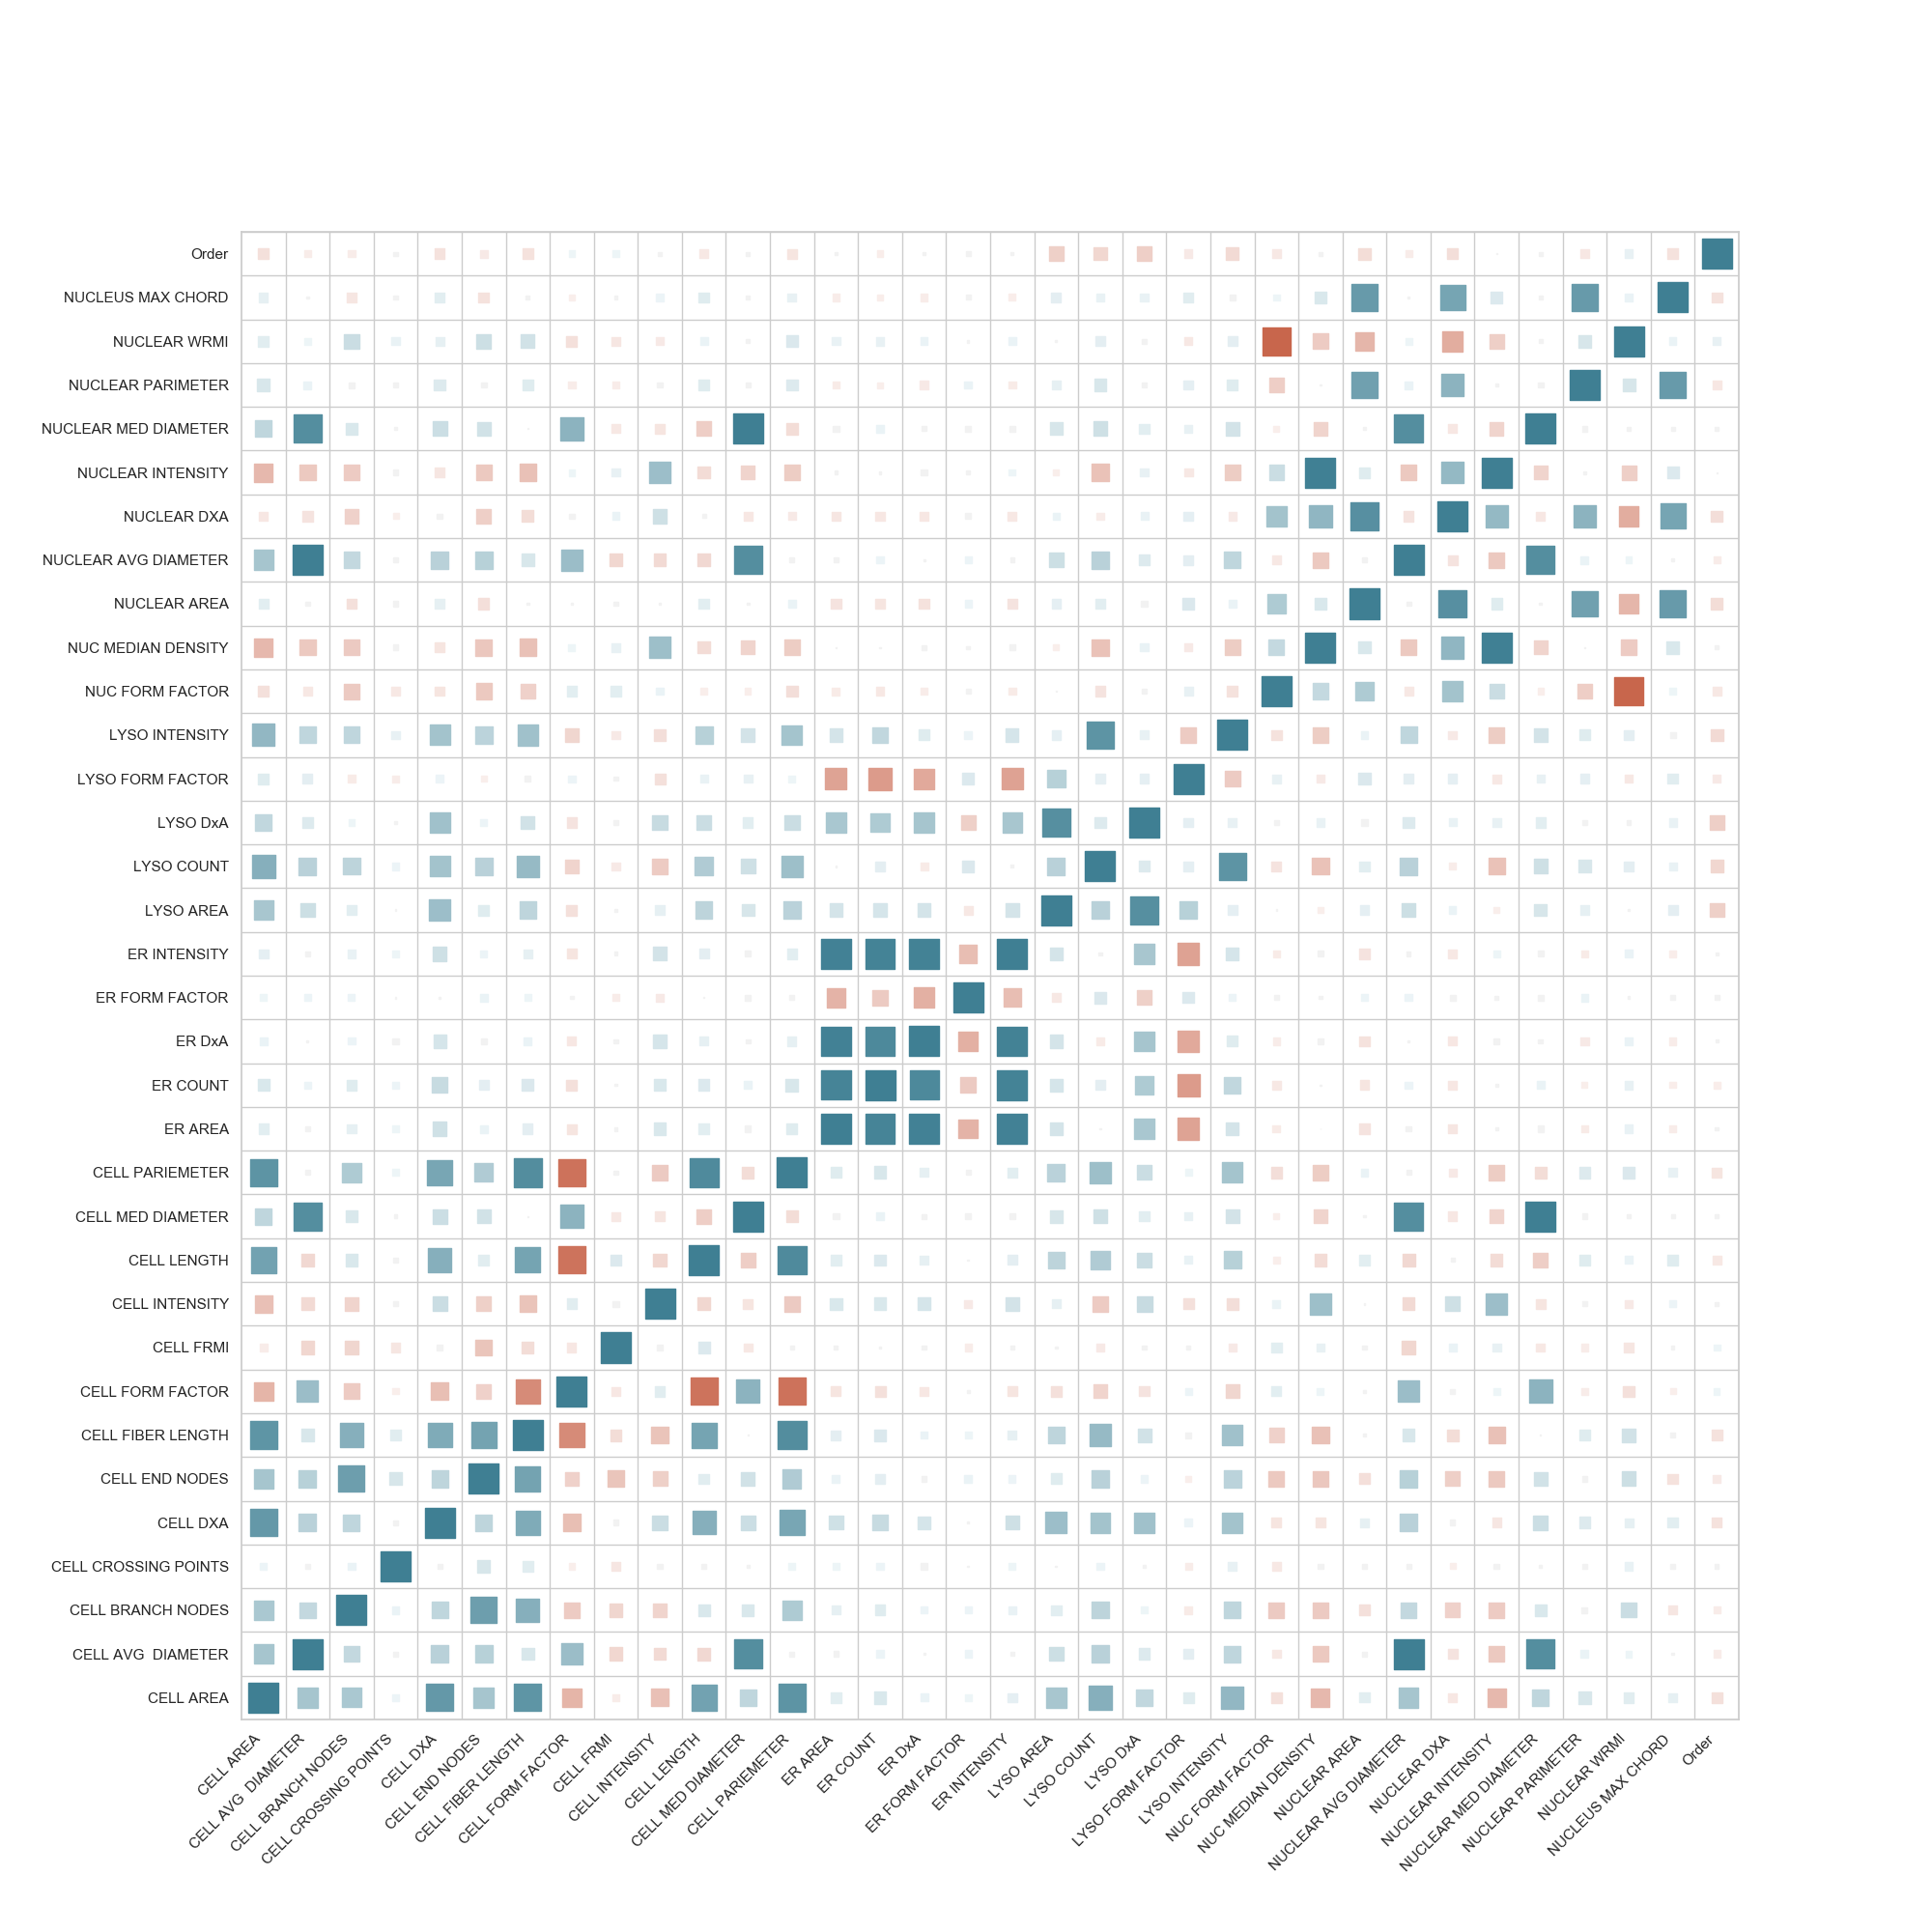 Order
NUCLEUS MAX CHORD
NUCLEAR WRMI
NUCLEAR PARIMETER
NUCLEAR MED DIAMETER
NUCLEAR INTENSITY
NUCLEAR DXA
NUCLEAR AVG DIAMETER
NUCLEAR AREA
NUC MEDIAN DENSITY
NUC FORM FACTOR
LYSO INTENSITY
LYSO FORM FACTOR
LYSO DxA
LYSO COUNT
LYSO AREA
ER INTENSITY
ER FORM FACTOR
ER DxA
ER COUNT
ER AREA
CELL PARIEMETER
CELL MED DIAMETER
CELL LENGTH
CELL INTENSITY
CELL FRMI
CELL FORM FACTOR
CELL FIBER LENGTH
CELL END NODES
CELL DXA
CELL CROSSING POINTS
CELL BRANCH NODES
CELL AVG  DIAMETER
CELL AREA
CELL AREA
CELL AVG  DIAMETER
CELL BRANCH NODES
CELL CROSSING POINTS
CELL DXA
CELL END NODES
CELL FIBER LENGTH
CELL FORM FACTOR
CELL FRMI
CELL INTENSITY
CELL LENGTH
CELL MED DIAMETER
CELL PARIEMETER
ER AREA
ER COUNT
ER DxA
ER FORM FACTOR
ER INTENSITY
LYSO AREA
LYSO COUNT
LYSO DxA
LYSO FORM FACTOR
LYSO INTENSITY
NUC FORM FACTOR
NUC MEDIAN DENSITY
NUCLEAR AREA
NUCLEAR AVG DIAMETER
NUCLEAR DXA
NUCLEAR INTENSITY
NUCLEAR MED DIAMETER
NUCLEAR PARIMETER
NUCLEAR WRMI
NUCLEUS MAX CHORD
Order